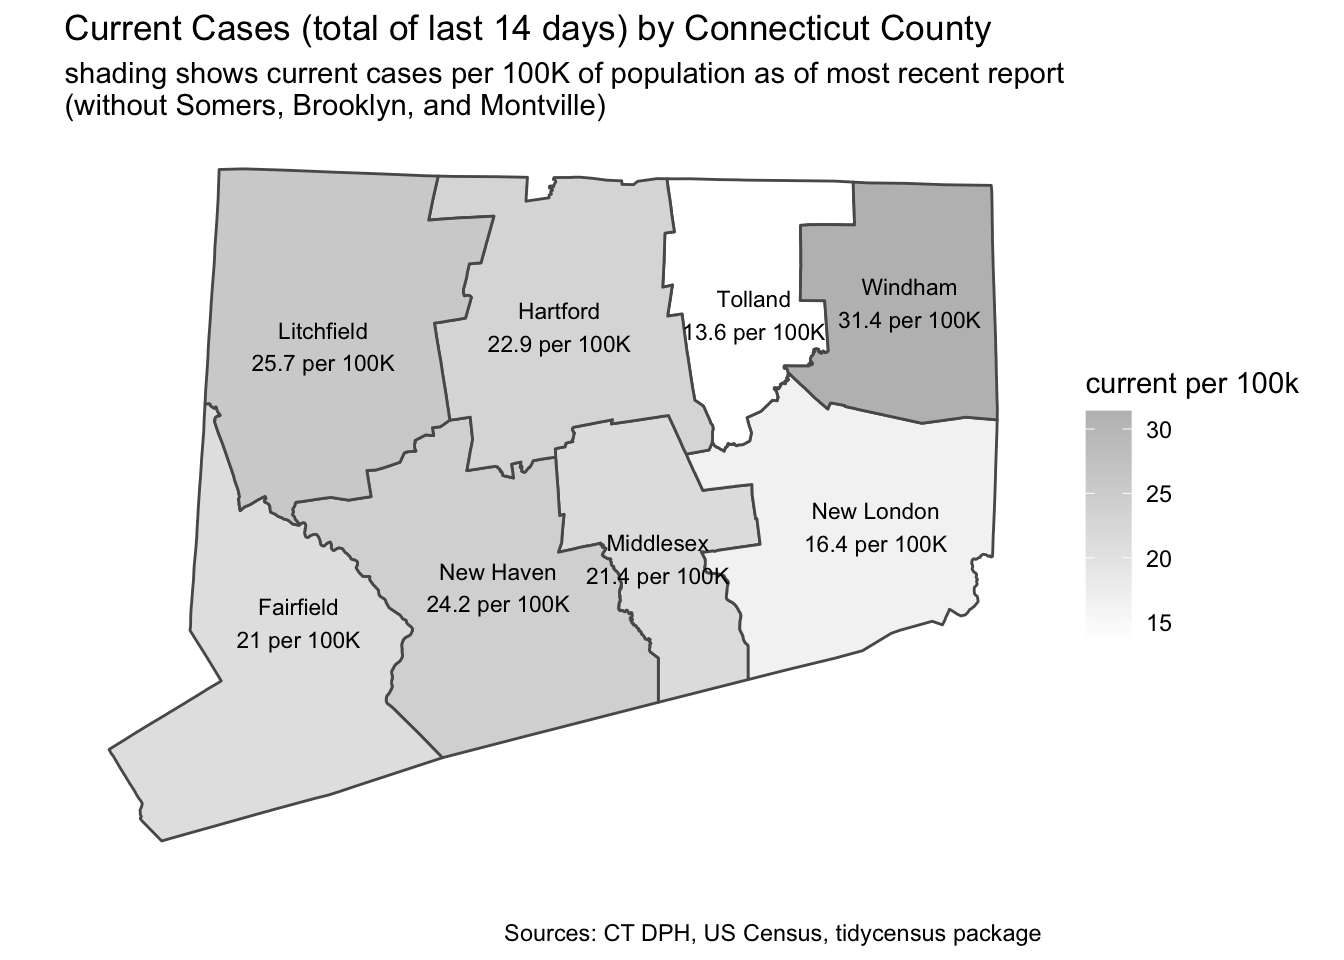 Current Cases (total of last 14 days) by Connecticut County
shading shows current cases per 100K of population as of most recent report
(without Somers, Brooklyn, and Montville)
Litchfield
25.7 per 100K
Hartford
22.9 per 100K
Tolland
13.6 per 100K
Windham
31.4 per 100K
Fairfield
21 per 100K
New Haven
24.2 per 100K
Middlesex
21.4 per 100K
New London
16.4 per 100K
current per 100k
30
25
20
15
Sources: CT DPH, US Census, tidycensus package